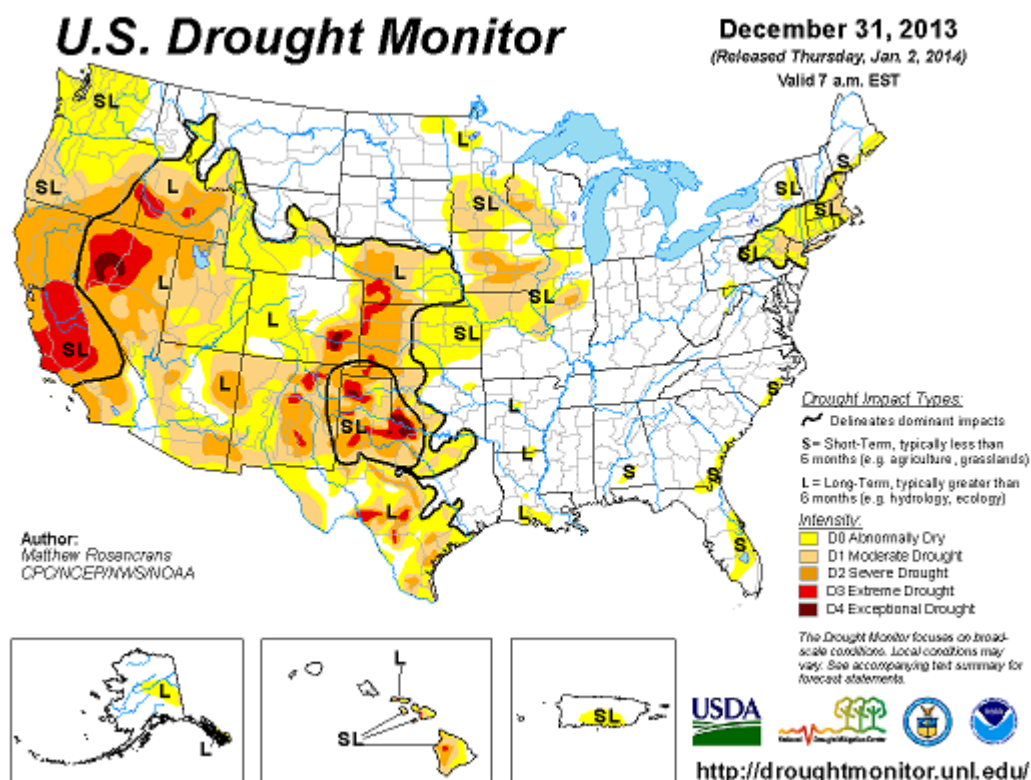 U.S. Drought Monitor
December 31, 2013
(Released Thursday, Jan. 2, 2014)
Valid 7 a.m. EST
SL
L
S
SL
L
SL
SL
SL
SL
L
L
SL
L
SL
SL
L
L
S
SL
L
S
S
L
L
S
Drought Impact Types:
Delineates dominant impacts
S = Short-Term, typically less than
6 months (e.g. agriculture, grasslands)
L = Long-Term, typically greater than
6 months (e.g. hydrology, ecology)
Intensity:
D0 Abnormally Dry
D1 Moderate Drought
D2 Severe Drought
D3 Extreme Drought
D4 Exceptional Drought
Author:
Matthew Rosencrans
CPC/NCEP/NWS/NOAA
The Drought Monitor focuses on broad-
scale conditions. Local conditions may
vary. See accompanying text summary for
forecast statements.
L
L
L
SL
SL
USDA
National Drought Mitigation Center
http://droughtmonitor.unl.edu/